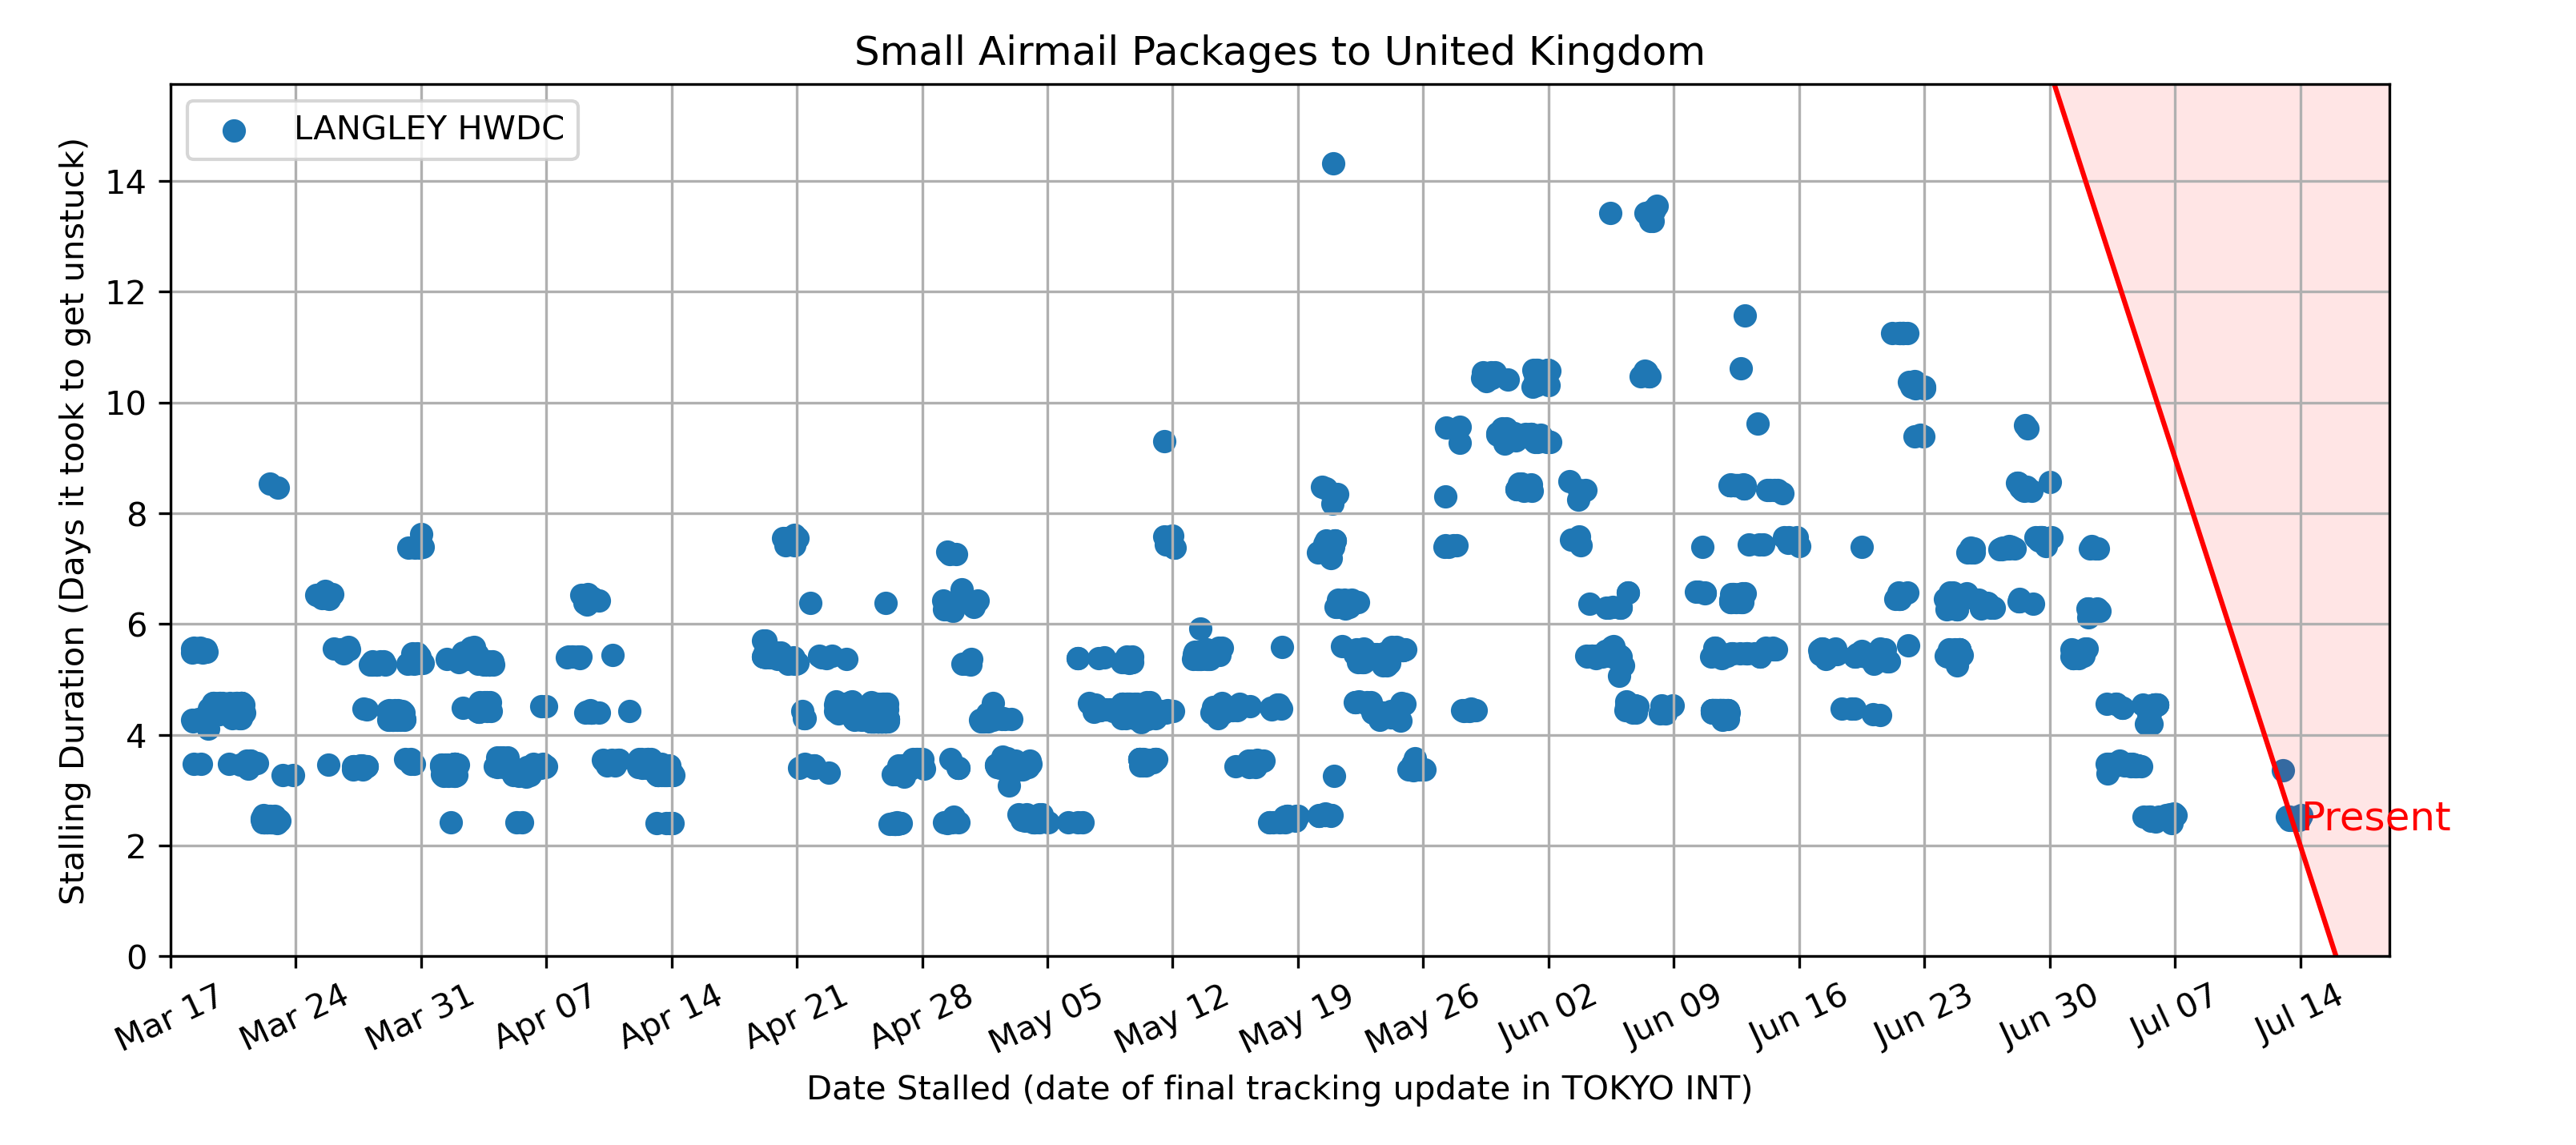 Small Airmail Packages to United Kingdom
LANGLEY HWDC
Stalling Duration (Days it took to get unstuck)
14
12
10
8
6
4
2
0
Present
Mar 17
Mar 24
Mar 31
Apr 07
Apr 14
Apr 21
Apr 28
May 05
May 12
May 19
May 26
Jun 02
Jun 09
Jun 16
Jun 23
Jun 30
Jul 07
Jul 14
Date Stalled (date of final tracking update in TOKYO INT)